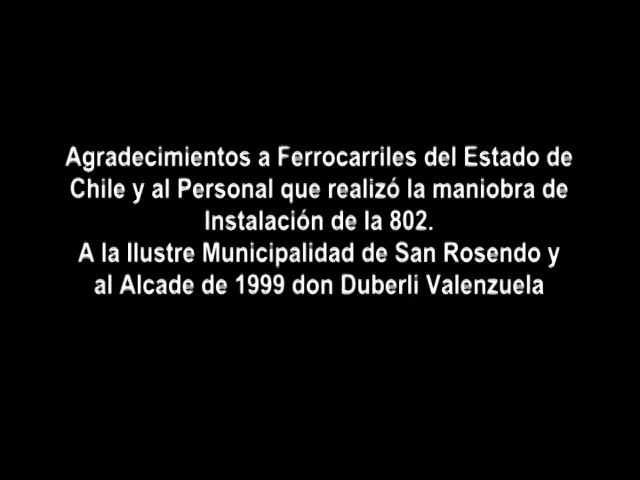 Agradecimientos a Ferrocarriles del Estado de
Chile y al Personal que realizó la maniobra de
Instalación de la 802.
A la Ilustre Municipalidad de San Rosendo y
al Alcade de 1999 don Duberli Valenzuela